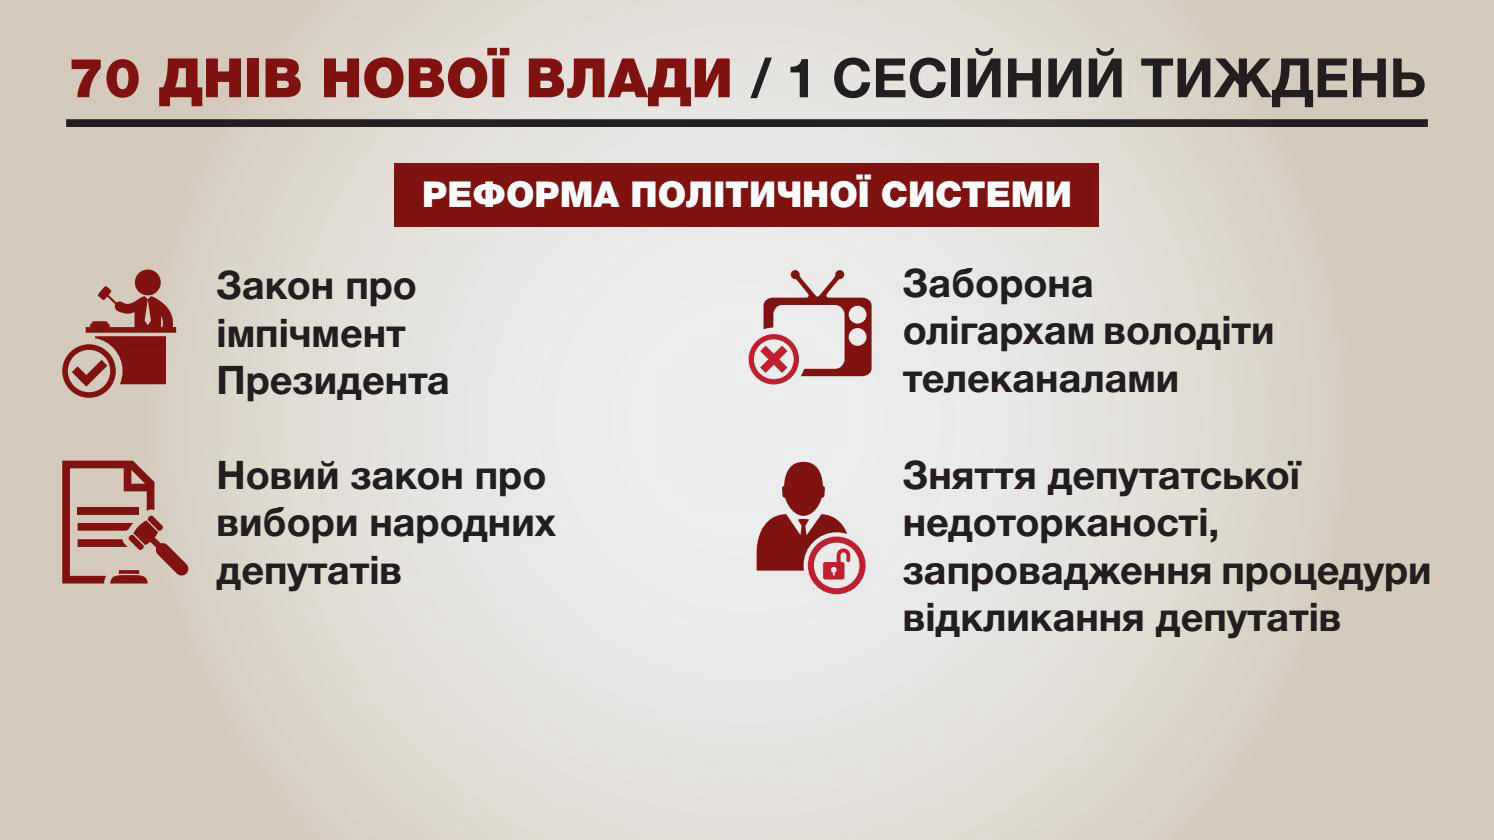 70 ДНІВ НОВОЇ ВЛАДИ / 1 СЕСІЙНИЙ ТИЖДЕНЬ
РЕФОРМА ПОЛІТИЧНОЇ СИСТЕМИ
Закон про
імпічмент
Президента
Заборона
олігархам володіти
телеканалами
Новий закон про
вибори народних
депутатів
Зняття депутатської
недоторканості,
запровадження процедури
відкликання депутатів